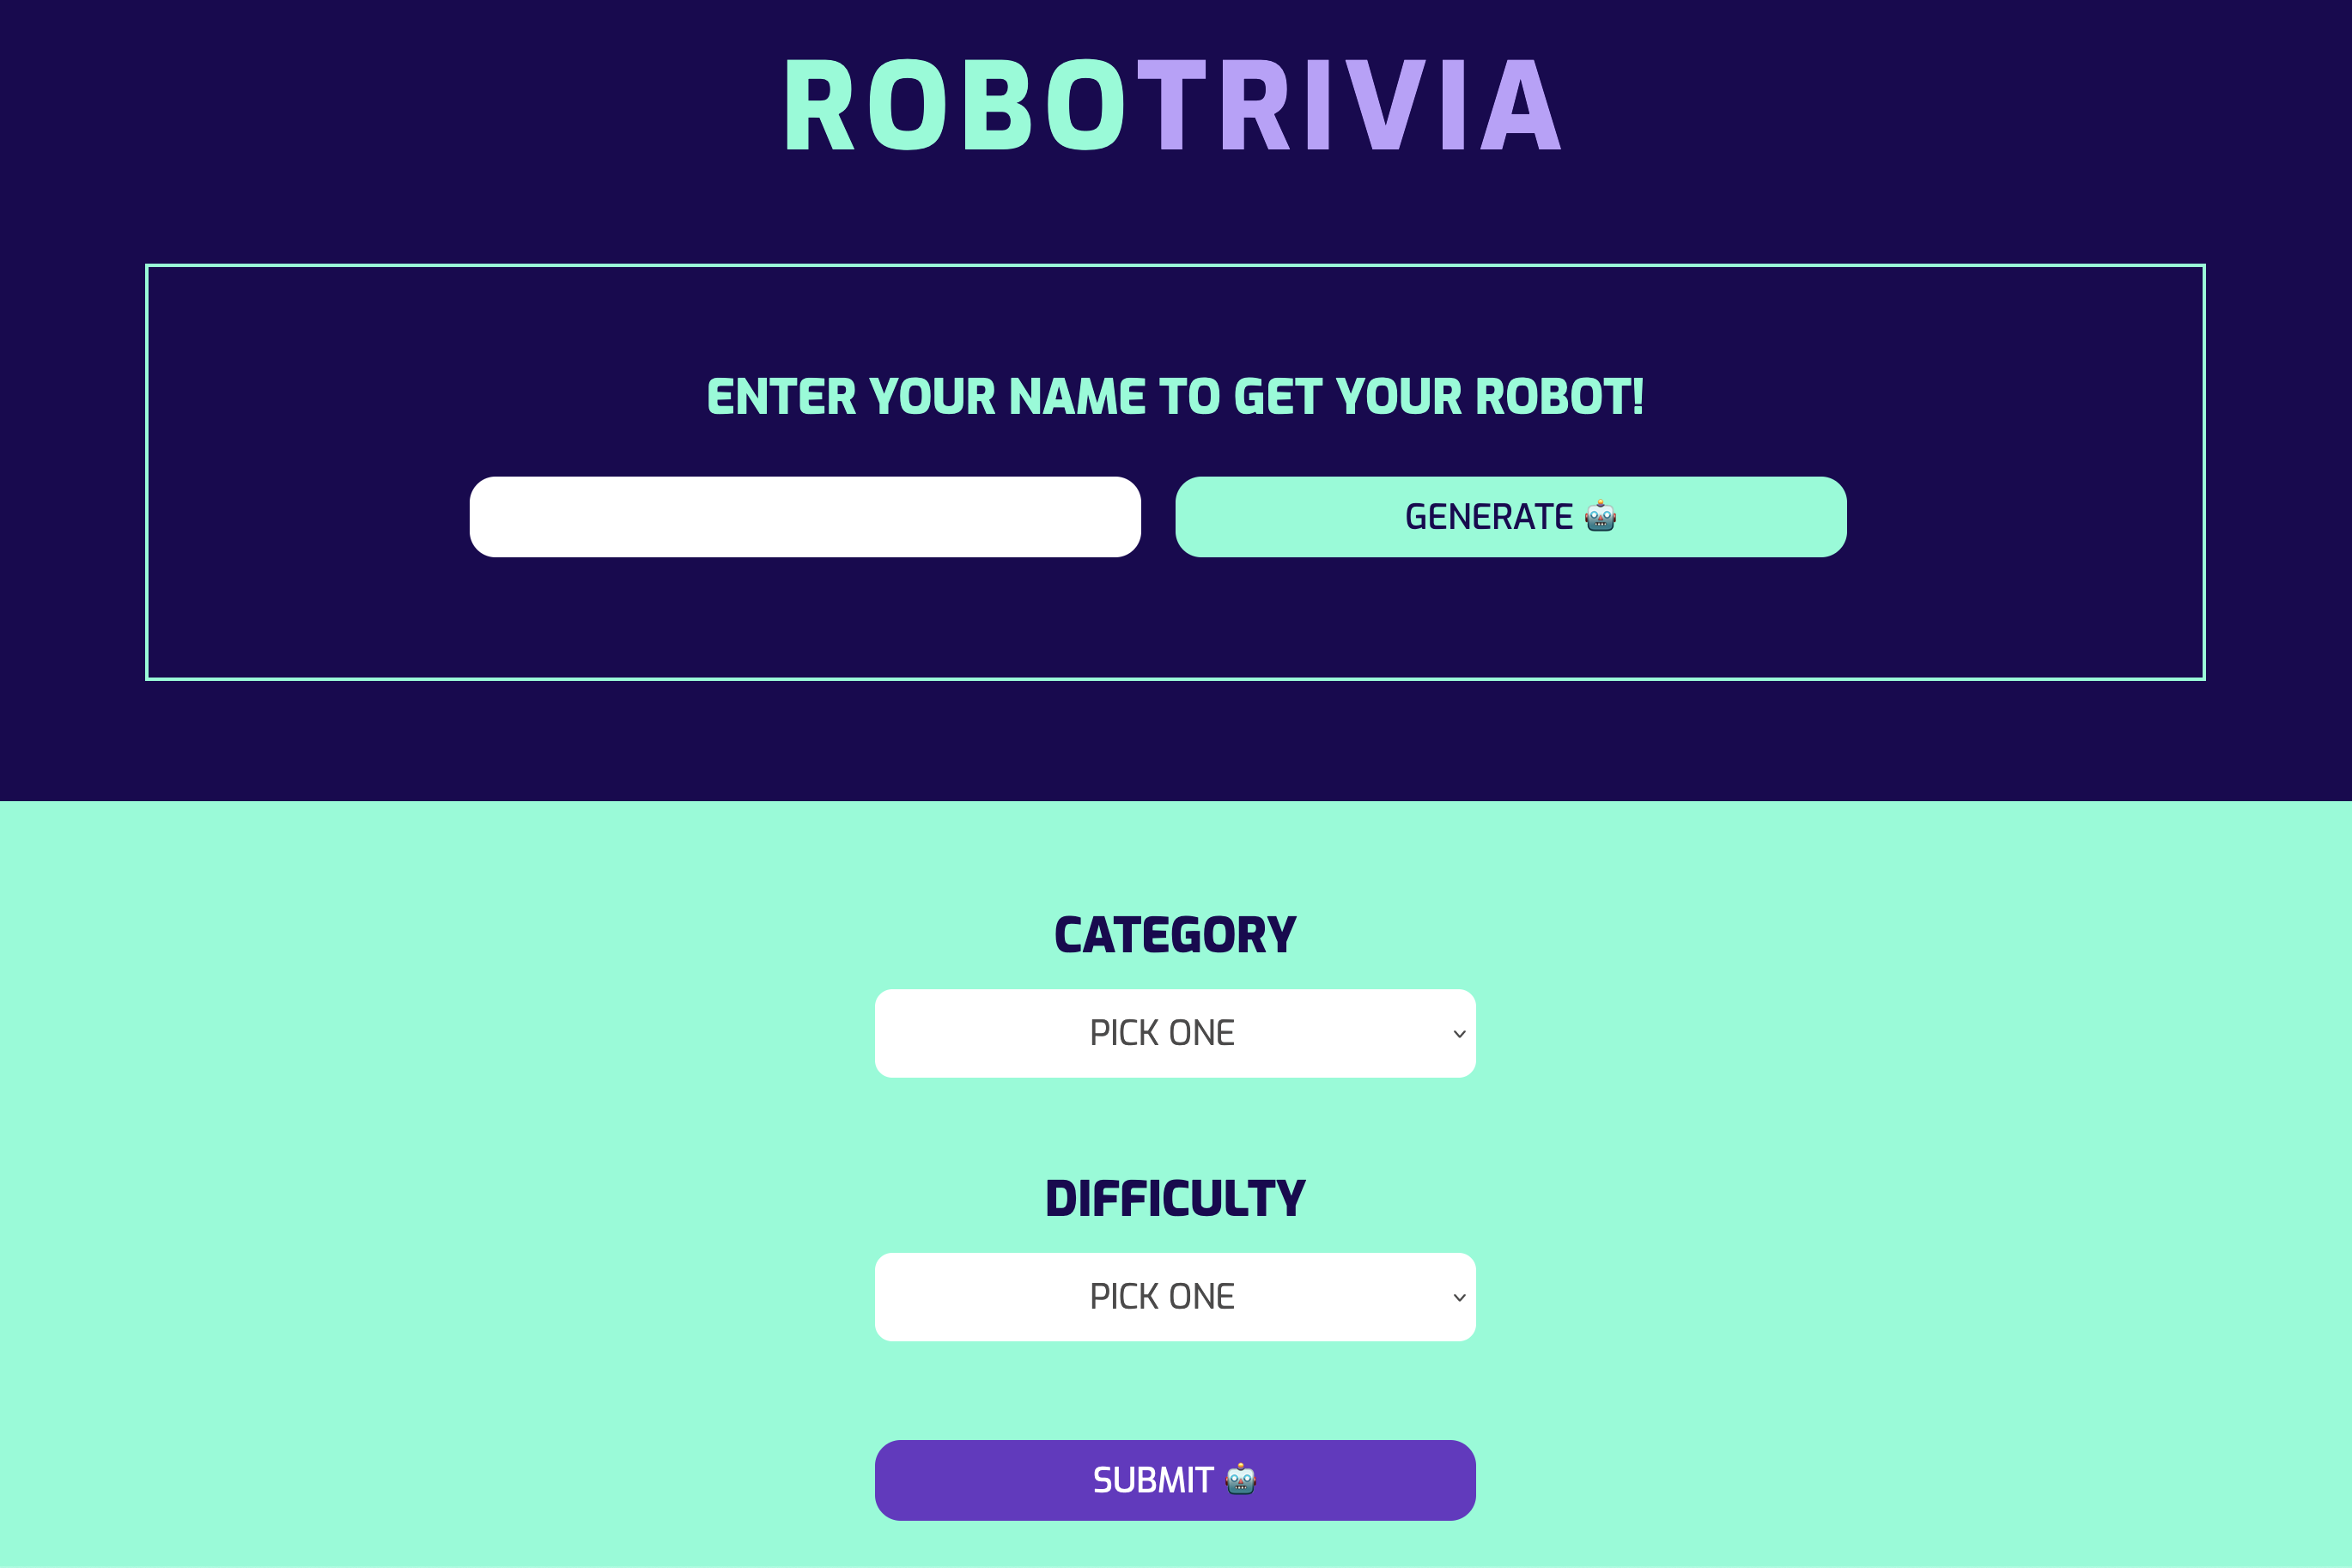 ROBOTRIVIA
ENTER YOUR NAME TO GET YOUR ROBOT!
GENERATE 🤖
CATEGORY
PICK ONE
DIFFICULTY
PICK ONE
SUBMIT 🤖